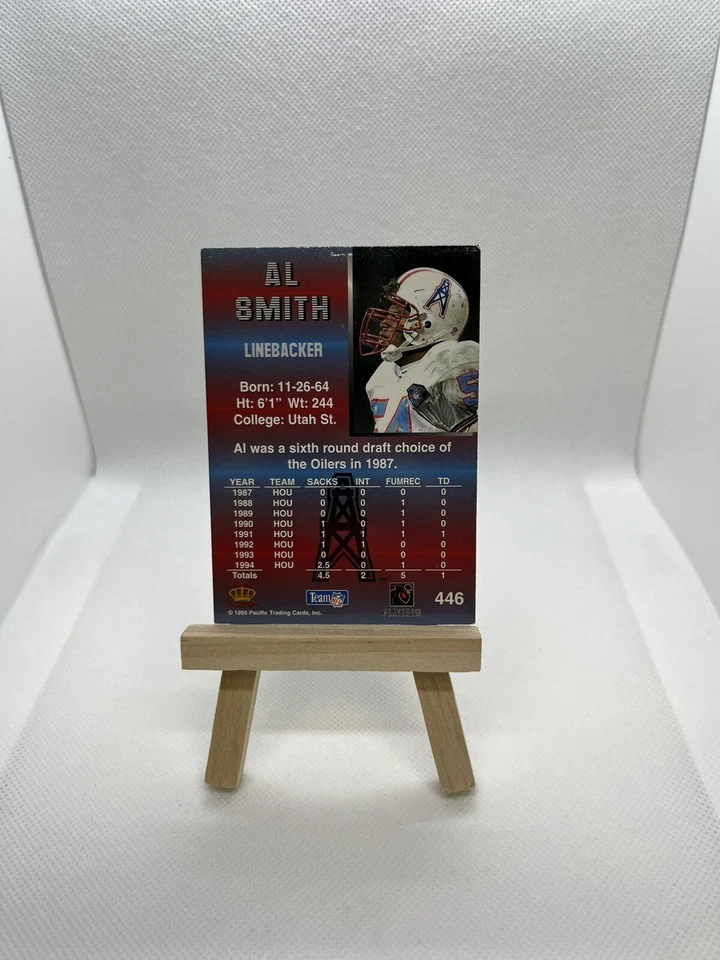 AL
SMITH
LINEBACKER
Born: 11-26-64
Ht: 6'1" Wt: 244
College: Utah St.
Al was a sixth round draft choice of
the Oilers in 1987.
YEAR TEAM SACKS INT FUMREC TD
1987 HOU 0 0 0 0
1988 HOU 0 0 1 0
1989 HOU 0 0 1 0
1990 HOU 1 0 1 0
1991 HOU 1 1 1 1
1992 HOU 1 1 0 0
1993 HOU 0 0 0 0
1994 HOU 2.5 0 1 0
Totals 4.5 2 5 1
TM
Team NFL
PLAYERS
446
© 1995 Pacific Trading Cards, Inc.